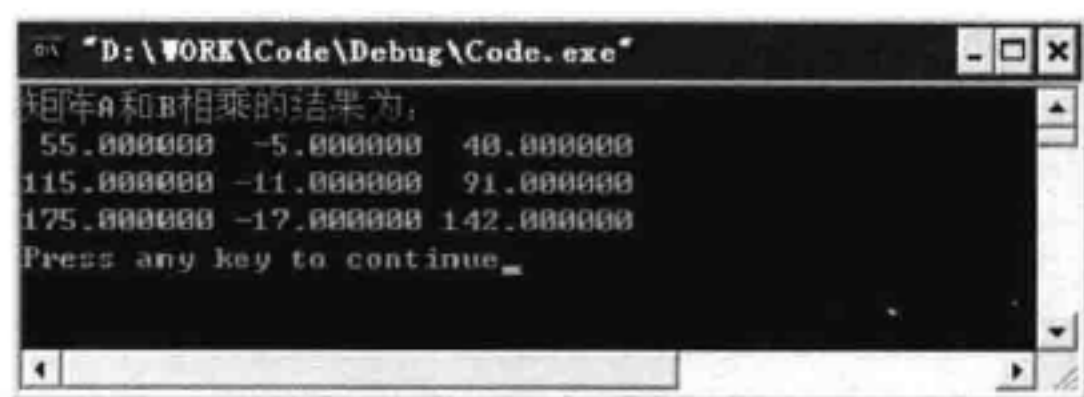 "D:\WORK\Code\Debug\Code.exe"
矩阵A和B相乘的结果为:
55.000000 -5.000000 40.000000
115.000000 -11.000000 91.000000
175.000000 -17.000000 142.000000
Press any key to continue_